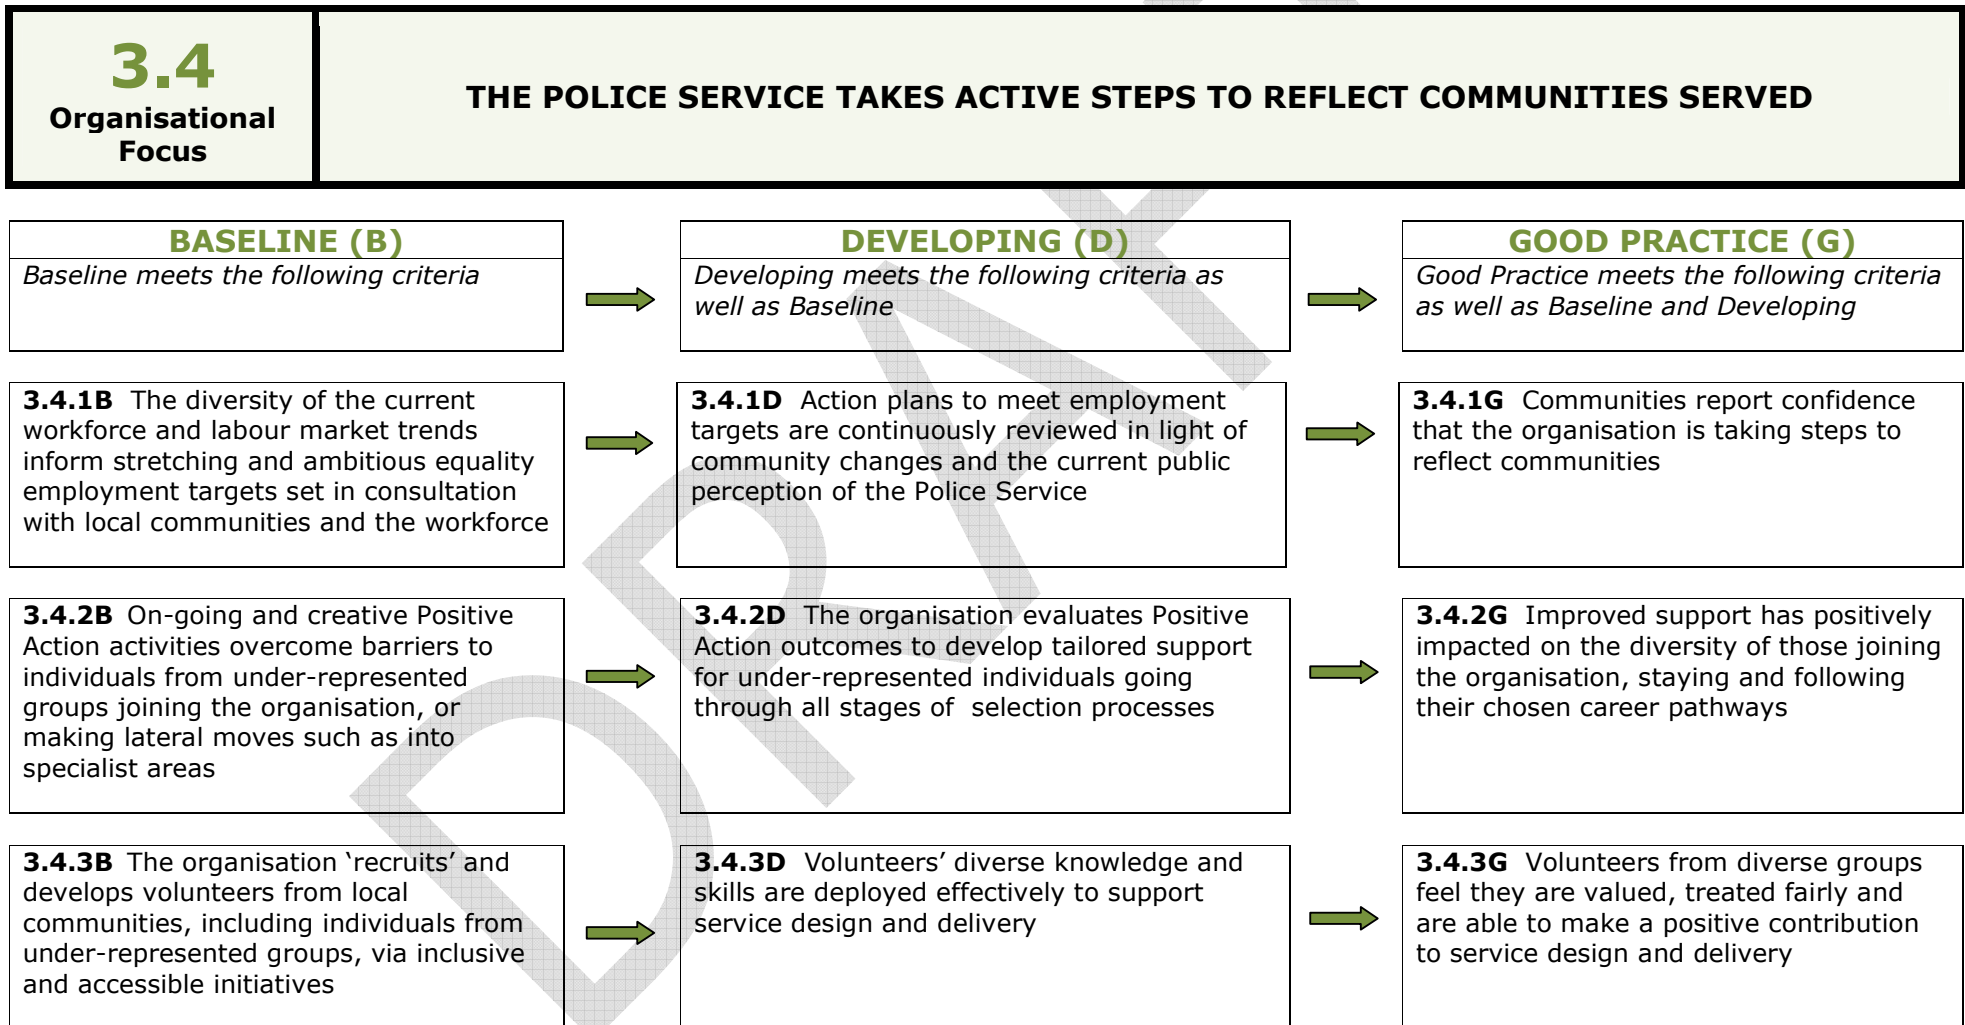 3.4
Organisational
Focus
THE POLICE SERVICE TAKES ACTIVE STEPS TO REFLECT COMMUNITIES SERVED
BASELINE (B)
Baseline meets the following criteria
DEVELOPING (D)
Developing meets the following criteria as
well as Baseline
GOOD PRACTICE (G)
Good Practice meets the following criteria
as well as Baseline and Developing
3.4.1B The diversity of the current
workforce and labour market trends
inform stretching and ambitious equality
employment targets set in consultation
with local communities and the workforce
3.4.1D Action plans to meet employment
targets are continuously reviewed in light of
community changes and the current public
perception of the Police Service
3.4.1G Communities report confidence
that the organisation is taking steps to
reflect communities
3.4.2B On-going and creative Positive
Action activities overcome barriers to
individuals from under-represented
groups joining the organisation, or
making lateral moves such as into
specialist areas
3.4.2D The organisation evaluates Positive
Action outcomes to develop tailored support
for under-represented individuals going
through all stages of selection processes
3.4.2G Improved support has positively
impacted on the diversity of those joining
the organisation, staying and following
their chosen career pathways
3.4.3B The organisation ‘recruits’ and
develops volunteers from local
communities, including individuals from
under-represented groups, via inclusive
and accessible initiatives
3.4.3D Volunteers’ diverse knowledge and
skills are deployed effectively to support
service design and delivery
3.4.3G Volunteers from diverse groups
feel they are valued, treated fairly and
are able to make a positive contribution
to service design and delivery
DRAF